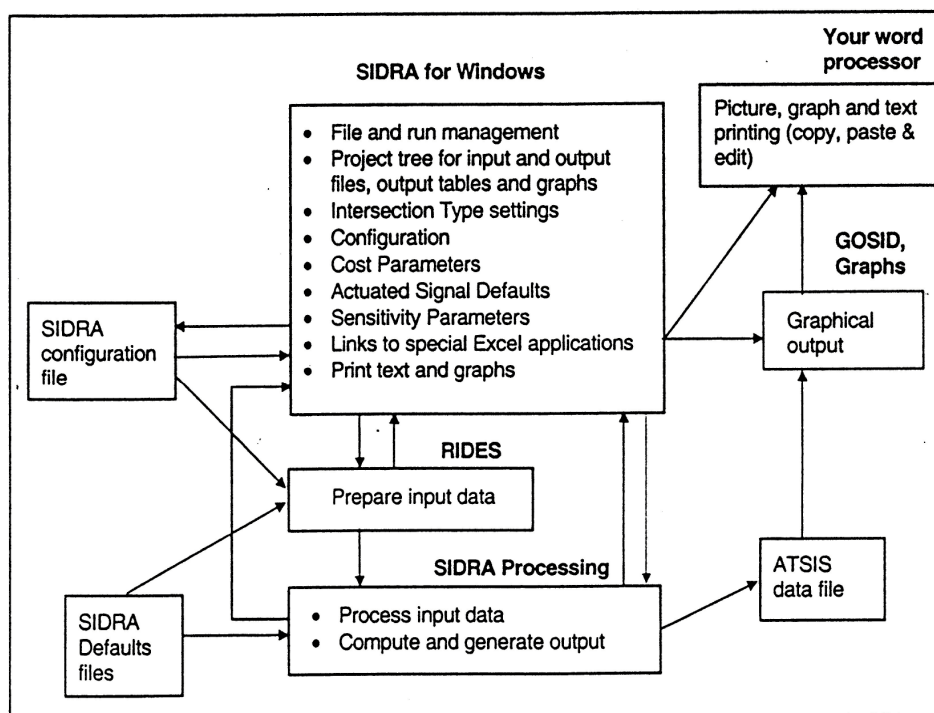 Your word
processor
SIDRA for Windows
• File and run management
• Project tree for input and output
files, output tables and graphs
• Intersection Type settings
• Configuration
• Cost Parameters
• Actuated Signal Defaults
• Sensitivity Parameters
• Links to special Excel applications
• Print text and graphs
Picture, graph and text
printing (copy, paste &
edit)
GOSID,
Graphs
Graphical
output
SIDRA
configuration
file
RIDES
Prepare input data
SIDRA Processing
• Process input data
• Compute and generate output
ATSIS
data file
SIDRA
Defaults
files